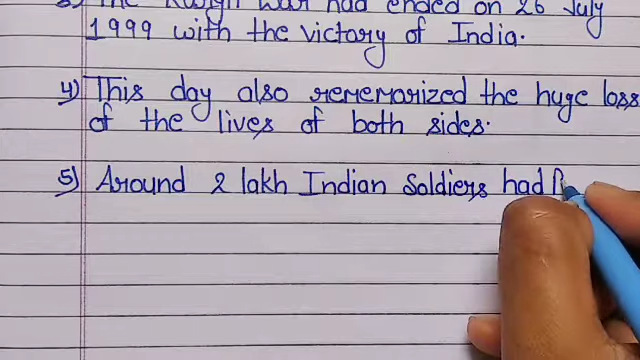 The Kargil War had ended on 26 July
1999 with the victory of India.
4) This day also rememorized the huge loss
of the lives of both sides.
5) Around 2 lakh Indian Soldiers had